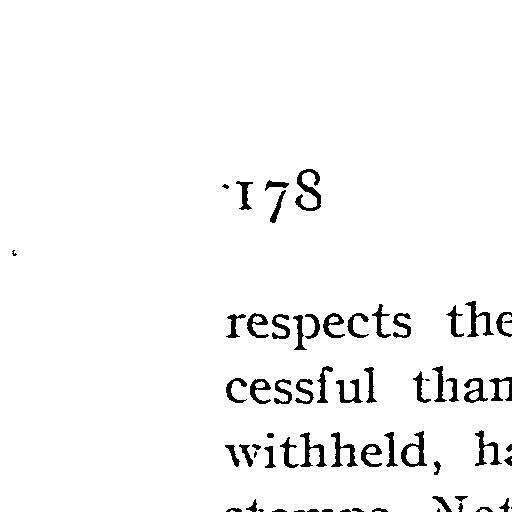 178
respects the
cessful than
withheld, ha